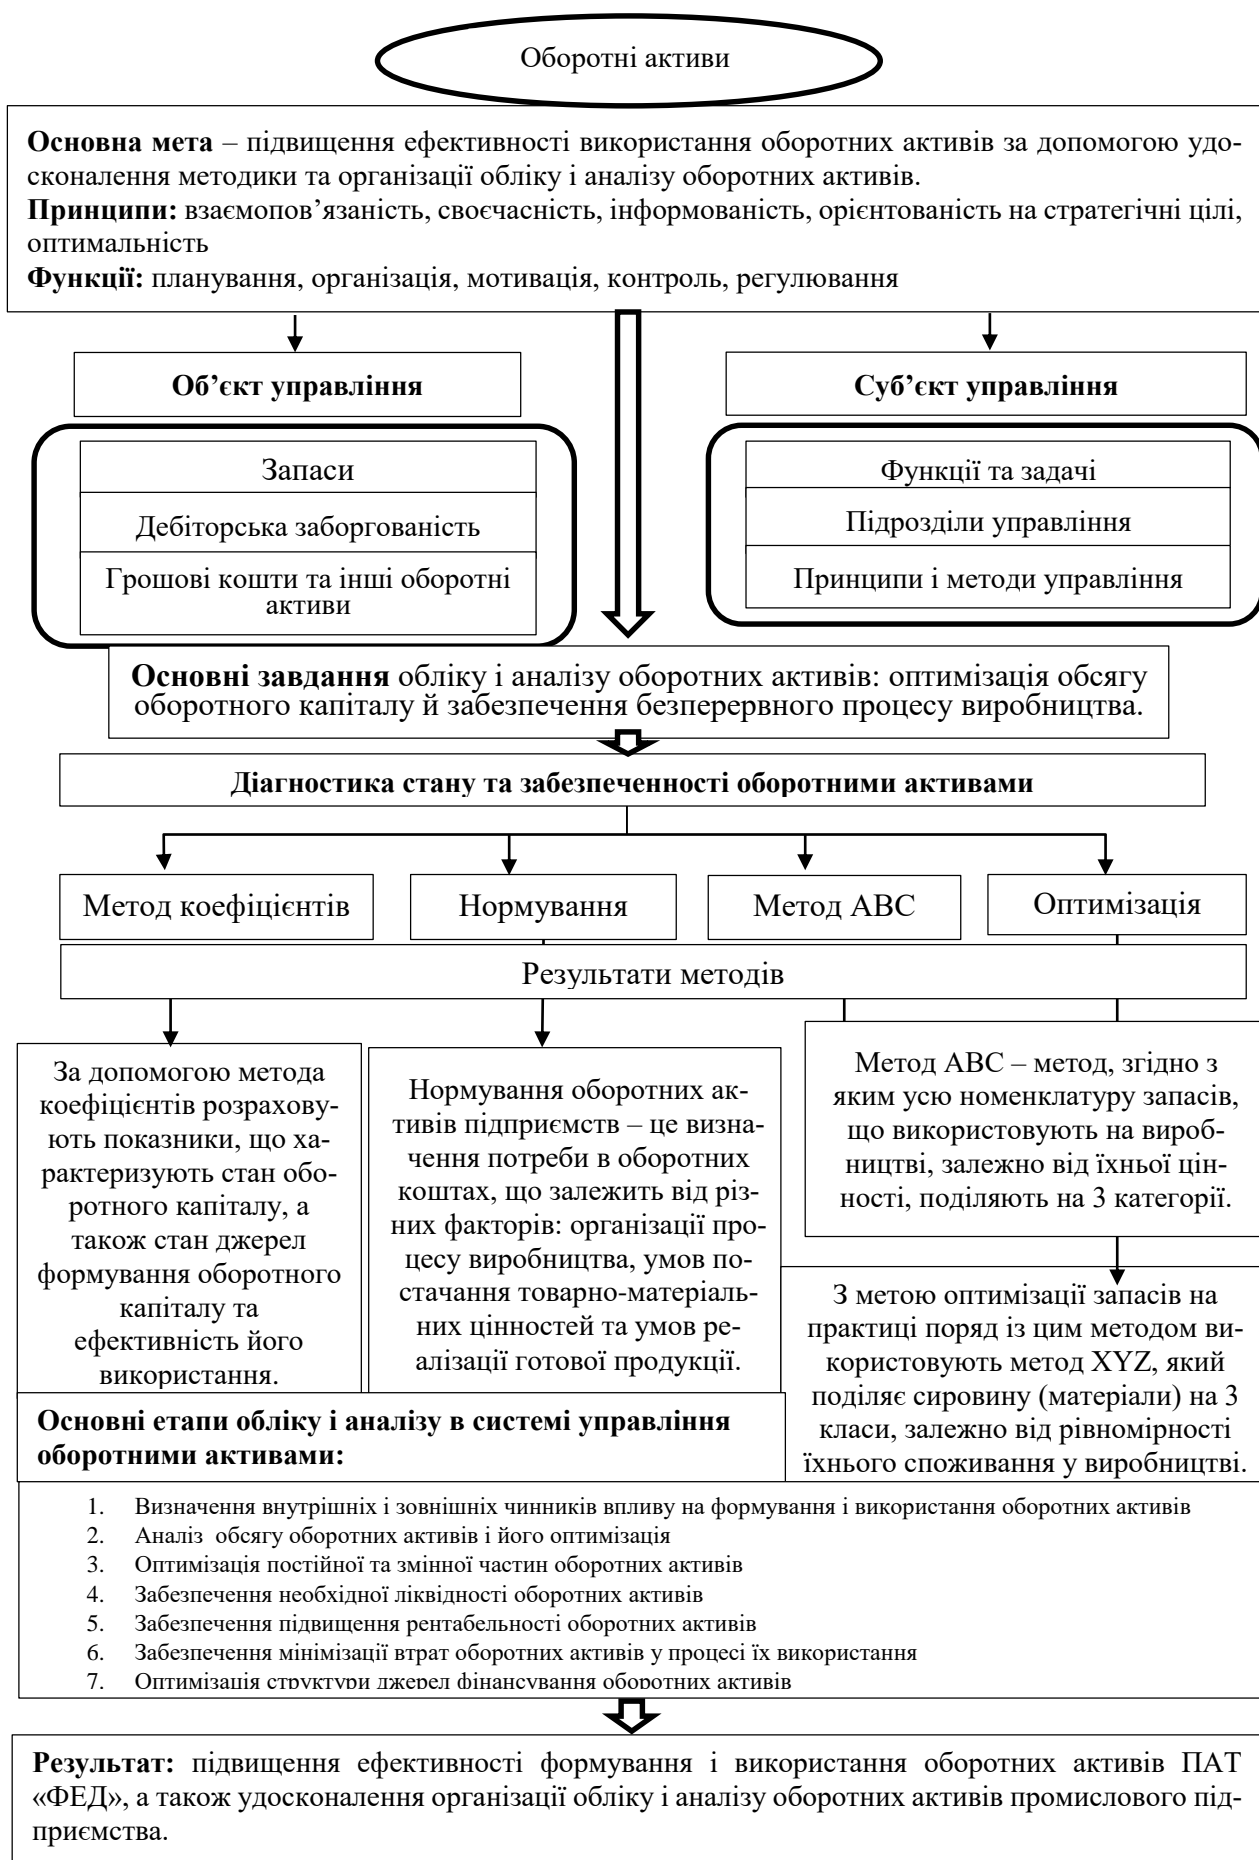 Оборотні активи
Основна мета – підвищення ефективності використання оборотних активів за допомогою удо-
сконалення методики та організації обліку і аналізу оборотних активів.
Принципи: взаємопов’язаність, своєчасність, інформованість, орієнтованість на стратегічні цілі,
оптимальність
Функції: планування, організація, мотивація, контроль, регулювання
Об’єкт управління
Суб’єкт управління
Запаси
Дебіторська заборгованість
Грошові кошти та інші оборотні
активи
Функції та задачі
Підрозділи управління
Принципи і методи управління
Основні завдання обліку і аналізу оборотних активів: оптимізація обсягу
оборотного капіталу й забезпечення безперервного процесу виробництва.
Діагностика стану та забезпеченності оборотними активами
Метод коефіцієнтів
Нормування
Метод АВС
Оптимізація
Результати методів
За допомогою метода
коефіцієнтів розрахову-
ють показники, що ха-
рактеризують стан обо-
ротного капіталу, а
також стан джерел
формування оборотного
капіталу та
ефективність його
використання.
Нормування оборотних ак-
тивів підприємств – це визна-
чення потреби в оборотних
коштах, що залежить від різ-
них факторів: організації про-
цесу виробництва, умов по-
стачання товарно-матеріаль-
них цінностей та умов ре-
алізації готової продукції.
Метод АВС – метод, згідно з
яким усю номенклатуру запасів,
що використовують на вироб-
ництві, залежно від їхньої цін-
ності, поділяють на 3 категорії.
З метою оптимізації запасів на
практиці поряд із цим методом ви-
користовують метод XYZ, який
поділяє сировину (матеріали) на 3
класи, залежно від рівномірності
їхнього споживання у виробництві.
Основні етапи обліку і аналізу в системі управління
оборотними активами:
1. Визначення внутрішніх і зовнішніх чинників впливу на формування і використання оборотних активів
2. Аналіз обсягу оборотних активів і його оптимізація
3. Оптимізація постійної та змінної частин оборотних активів
4. Забезпечення необхідної ліквідності оборотних активів
5. Забезпечення підвищення рентабельності оборотних активів
6. Забезпечення мінімізації втрат оборотних активів у процесі їх використання
7. Оптимізація структури джерел фінансування оборотних активів
Результат: підвищення ефективності формування і використання оборотних активів ПАТ
«ФЕД», а також удосконалення організації обліку і аналізу оборотних активів промислового під-
приємства.